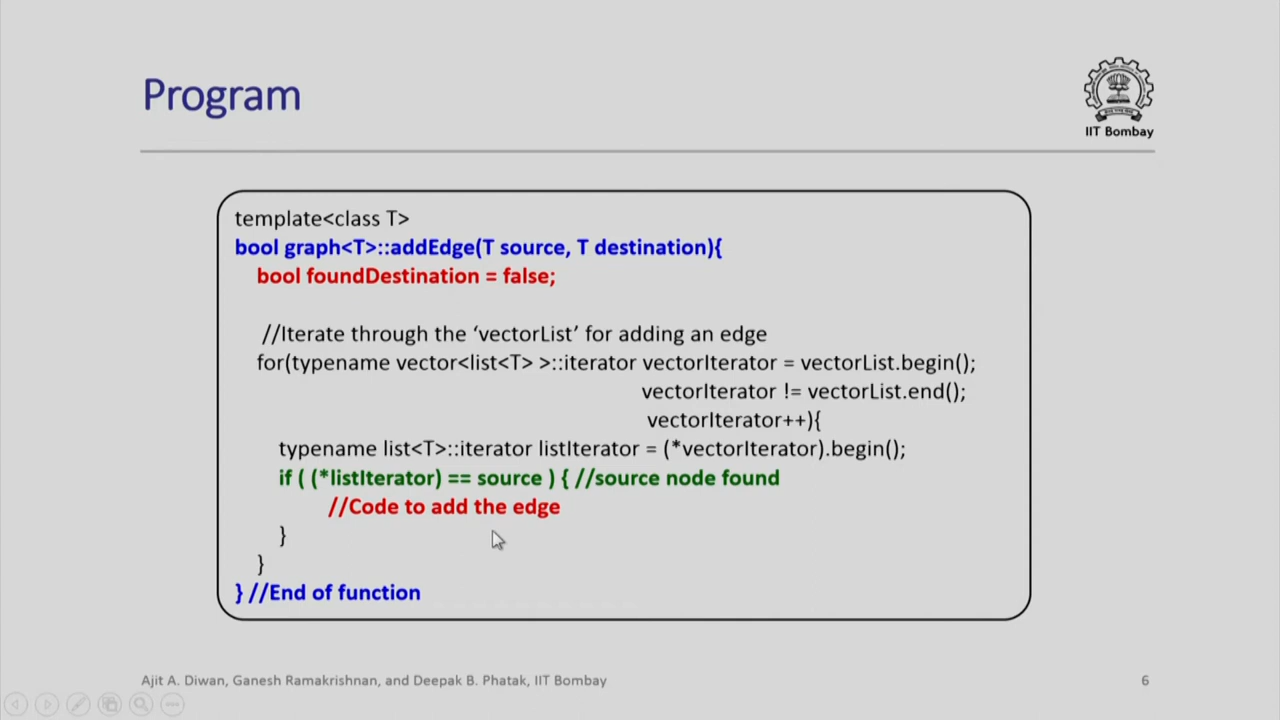 Program
IIT Bombay
template<class T>
bool graph<T>::addEdge(T source, T destination){
bool foundDestination = false;
//Iterate through the ‘vectorList’ for adding an edge
for(typename vector<list<T> >::iterator vectorIterator = vectorList.begin();
vectorIterator != vectorList.end();
vectorIterator++){
typename list<T>::iterator listIterator = (*vectorIterator).begin();
if ( (*listIterator) == source ) { //source node found
//Code to add the edge
}
}
} //End of function
Ajit A. Diwan, Ganesh Ramakrishnan, and Deepak B. Phatak, IIT Bombay
6